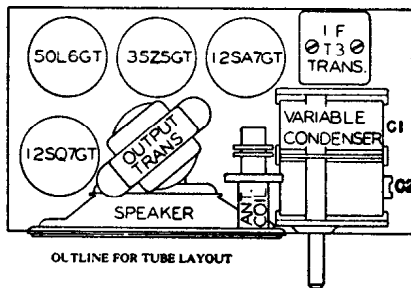 50L6GT
35Z5GT
12SA7GT
I F
T3
TRANS.
12SQ7GT
OUTPUT
TRANS
VARIABLE
CONDENSER
C1
C2
SPEAKER
ANT
COIL
OUTLINE FOR TUBE LAYOUT